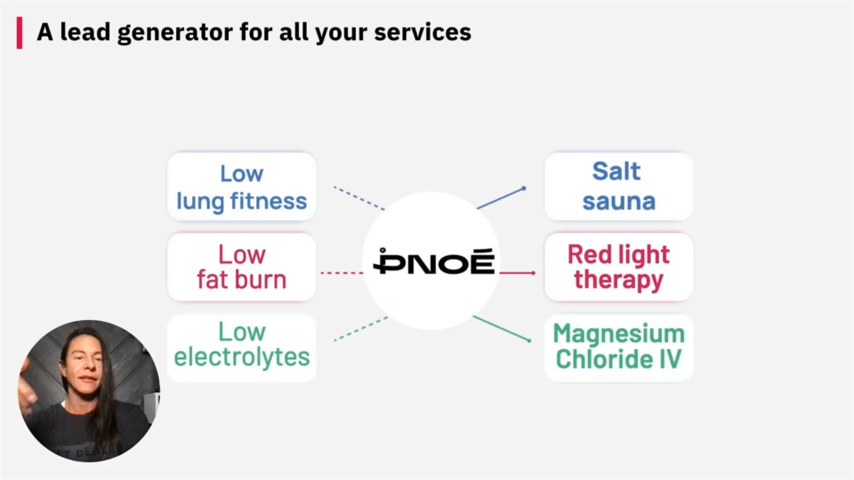 A lead generator for all your services
Low
lung fitness
Salt
sauna
Low
fat burn
PNOĒ
Red light
therapy
Low
electrolytes
Magnesium
Chloride IV